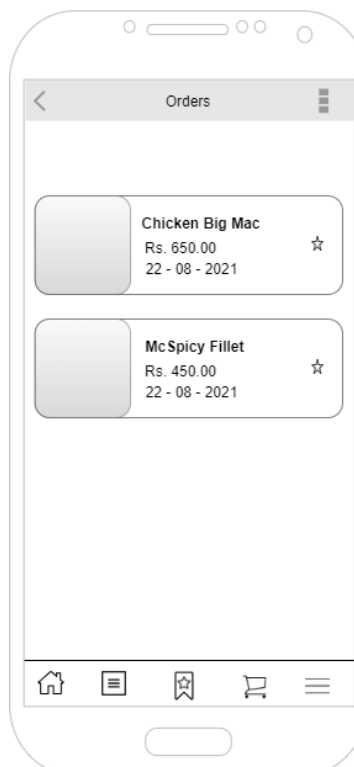 Orders
Chicken Big Mac
Rs. 650.00
22 - 08 - 2021
McSpicy Fillet
Rs. 450.00
22 - 08 - 2021